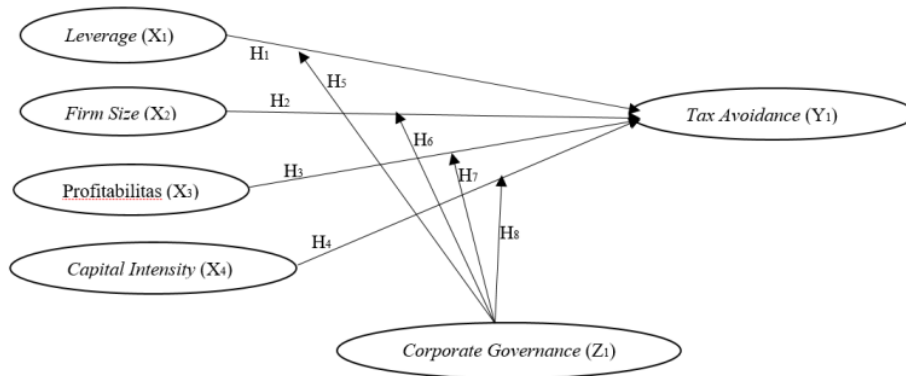 Leverage (X1)
H1
H5
Firm Size (X2)
H2
Tax Avoidance (Y1)
H6
Profitabilitas (X3)
H3
H7
H4
H8
Capital Intensity (X4)
Corporate Governance (Z1)